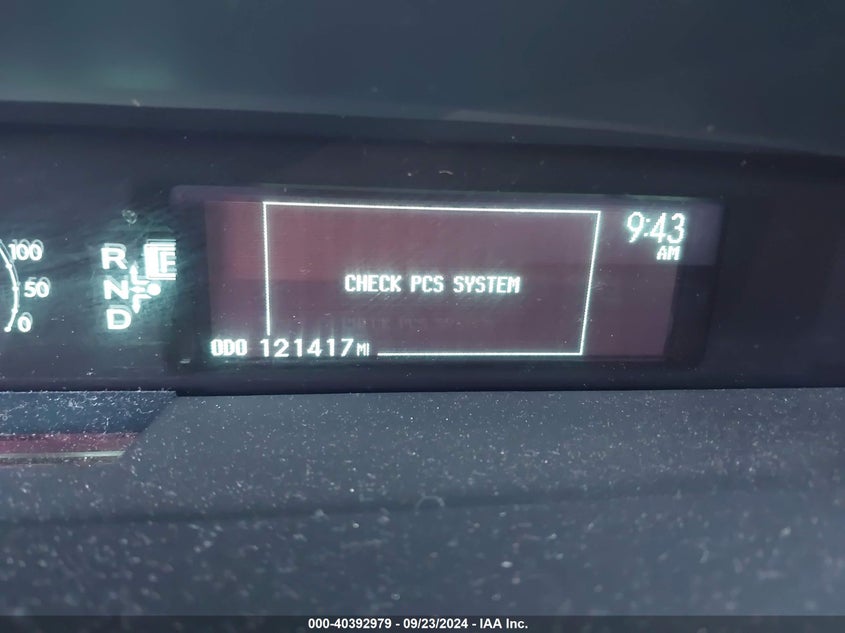 9:43
AM
100
50
0
R
N
D
E
CHECK PCS SYSTEM
ODO 121417 MI
000-40392979 - 09/23/2024 - IAA Inc.